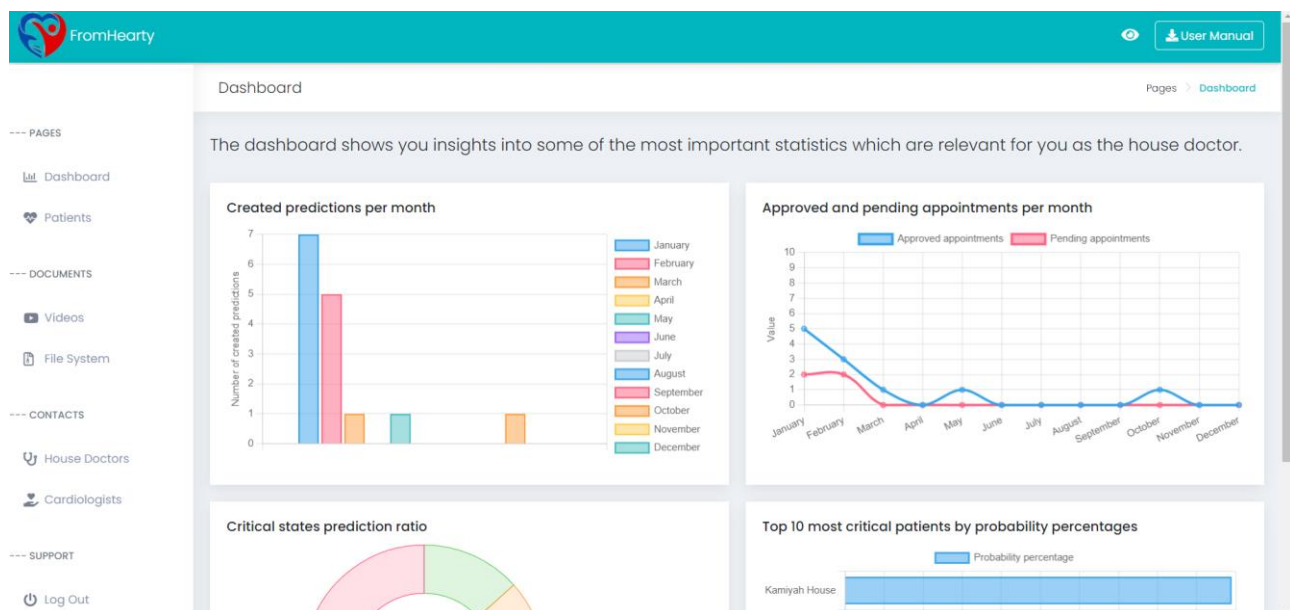 FromHearty
User Manual
Dashboard
Pages > Dashboard
--- PAGES
Dashboard
Patients
--- DOCUMENTS
Videos
File System
--- CONTACTS
House Doctors
Cardiologists
--- SUPPORT
Log Out
The dashboard shows you insights into some of the most important statistics which are relevant for you as the house doctor.
Created predictions per month
Number of created predictions
7
6
5
4
3
2
1
0
January
February
March
April
May
June
July
August
September
October
November
December
Approved and pending appointments per month
Approved appointments Pending appointments
Value
10
9
8
7
6
5
4
3
2
1
0
January February March April May June July August September October November December
Critical states prediction ratio
Top 10 most critical patients by probability percentages
Probability percentage
Kamiyah House